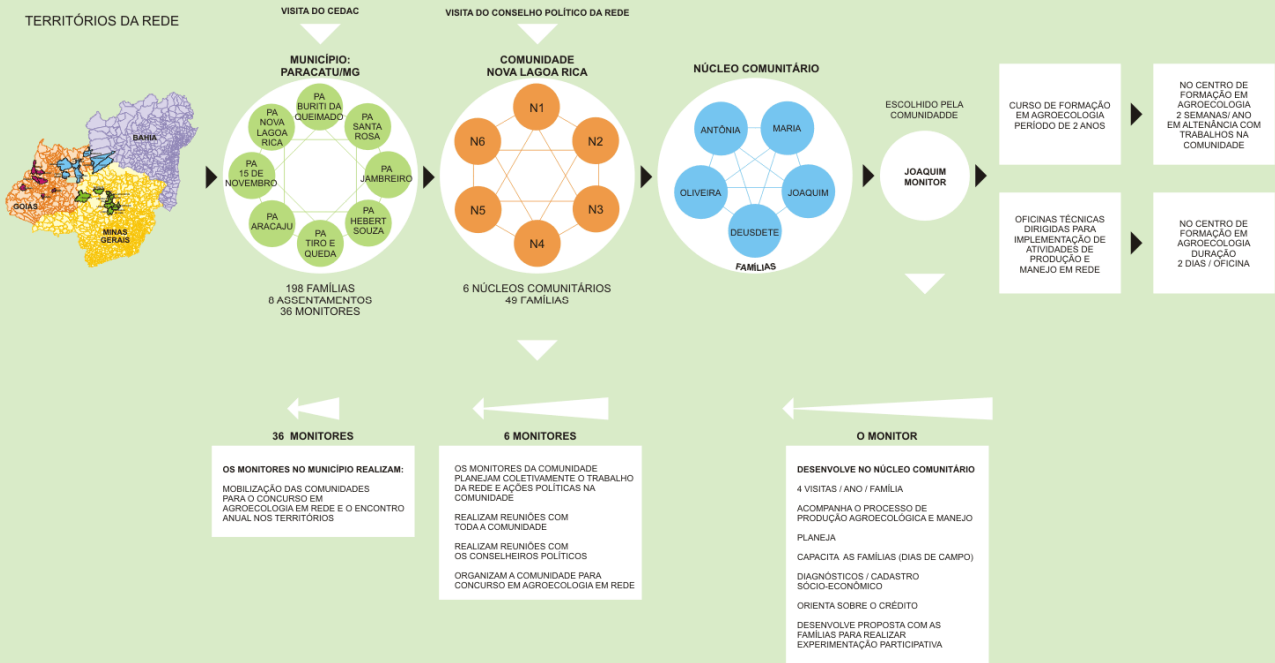 TERRITÓRIOS DA REDE
BAHIA
GOIÁS
MINAS
GERAIS
VISITA DO CEDAC
MUNICÍPIO:
PARACATU/MG
PA
BURITI DA
QUEIMADO
PA
SANTA
ROSA
PA
JAMBREIRO
PA
HEBERT
SOUZA
PA
TIRO E
QUEDA
PA
ARACAJU
PA
15 DE
NOVEMBRO
PA
NOVA
LAGOA
RICA
198 FAMÍLIAS
8 ASSENTAMENTOS
36 MONITORES
VISITA DO CONSELHO POLÍTICO DA REDE
COMUNIDADE
NOVA LAGOA RICA
N1
N2
N3
N4
N5
N6
6 NÚCLEOS COMUNITÁRIOS
49 FAMÍLIAS
NÚCLEO COMUNITÁRIO
ANTÔNIA
MARIA
OLIVEIRA
JOAQUIM
DEUSDETE
FAMÍLIAS
ESCOLHIDO PELA
COMUNIDADDE
JOAQUIM
MONITOR
CURSO DE FORMAÇÃO
EM AGROECOLOGIA
PERÍODO DE 2 ANOS
NO CENTRO DE
FORMAÇÃO EM
AGROECOLOGIA
2 SEMANAS/ ANO
EM ALTENÂNCIA COM
TRABALHOS NA
COMUNIDADE
OFICINAS TÉCNICAS
DIRIGIDAS PARA
IMPLEMENTAÇÃO DE
ATIVIDADES DE
PRODUÇÃO E
MANEJO EM REDE
NO CENTRO DE
FORMAÇÃO EM
AGROECOLOGIA
DURAÇÃO
2 DIAS / OFICINA
36 MONITORES
OS MONITORES NO MUNICÍPIO REALIZAM:
MOBILIZAÇÃO DAS COMUNIDADES
PARA O CONCURSO EM
AGROECOLOGIA EM REDE E O ENCONTRO
ANUAL NOS TERRITÓRIOS
6 MONITORES
OS MONITORES DA COMUNIDADE
PLANEJAM COLETIVAMENTE O TRABALHO
DA REDE E AÇÕES POLÍTICAS NA
COMUNIDADE
REALIZAM REUNIÕES COM
TODA A COMUNIDADE
REALIZAM REUNIÕES COM
OS CONSELHEIROS POLÍTICOS
ORGANIZAM A COMUNIDADE PARA
CONCURSO EM AGROECOLOGIA EM REDE
O MONITOR
DESENVOLVE NO NÚCLEO COMUNITÁRIO
4 VISITAS / ANO / FAMÍLIA
ACOMPANHA O PROCESSO DE
PRODUÇÃO AGROECOLÓGICA E MANEJO
PLANEJA
CAPACITA AS FAMÍLIAS (DIAS DE CAMPO)
DIAGNÓSTICOS / CADASTRO
SÓCIO-ECONÔMICO
ORIENTA SOBRE O CRÉDITO
DESENVOLVE PROPOSTA COM AS
FAMÍLIAS PARA REALIZAR
EXPERIMENTAÇÃO PARTICIPATIVA